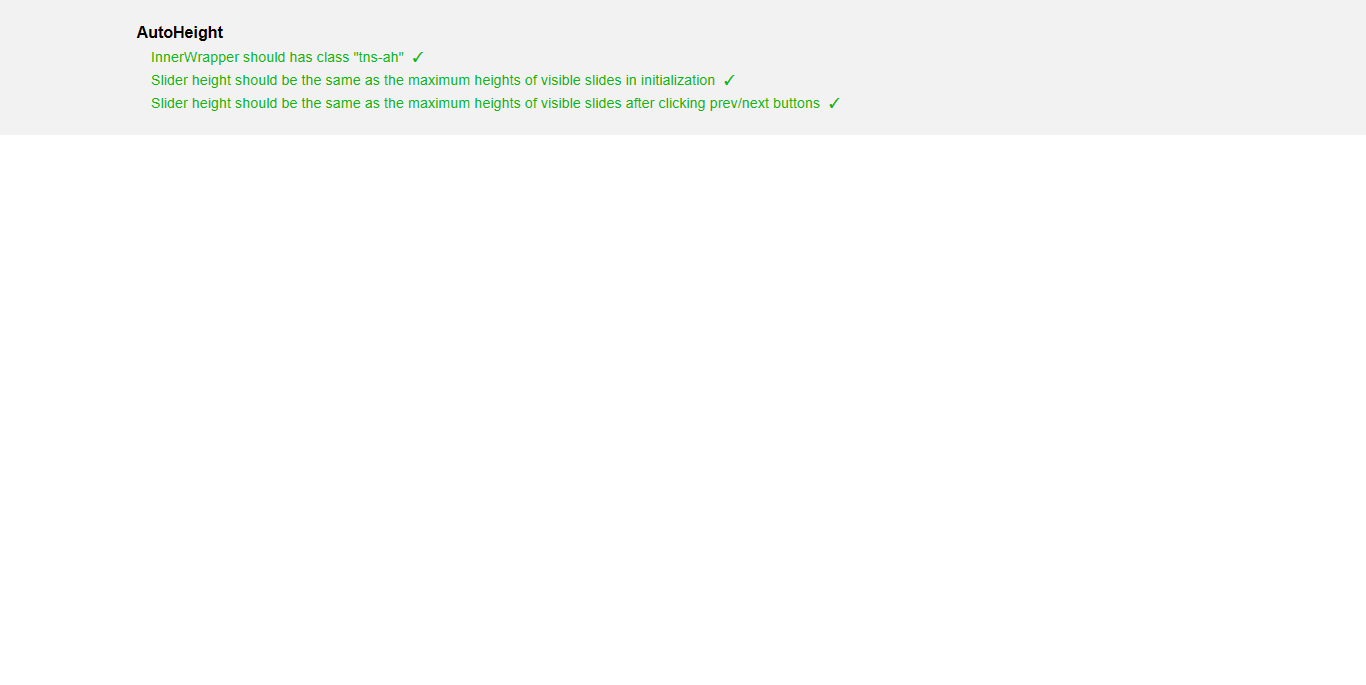 AutoHeight
InnerWrapper should has class "tns-ah" ✓
Slider height should be the same as the maximum heights of visible slides in initialization ✓
Slider height should be the same as the maximum heights of visible slides after clicking prev/next buttons ✓